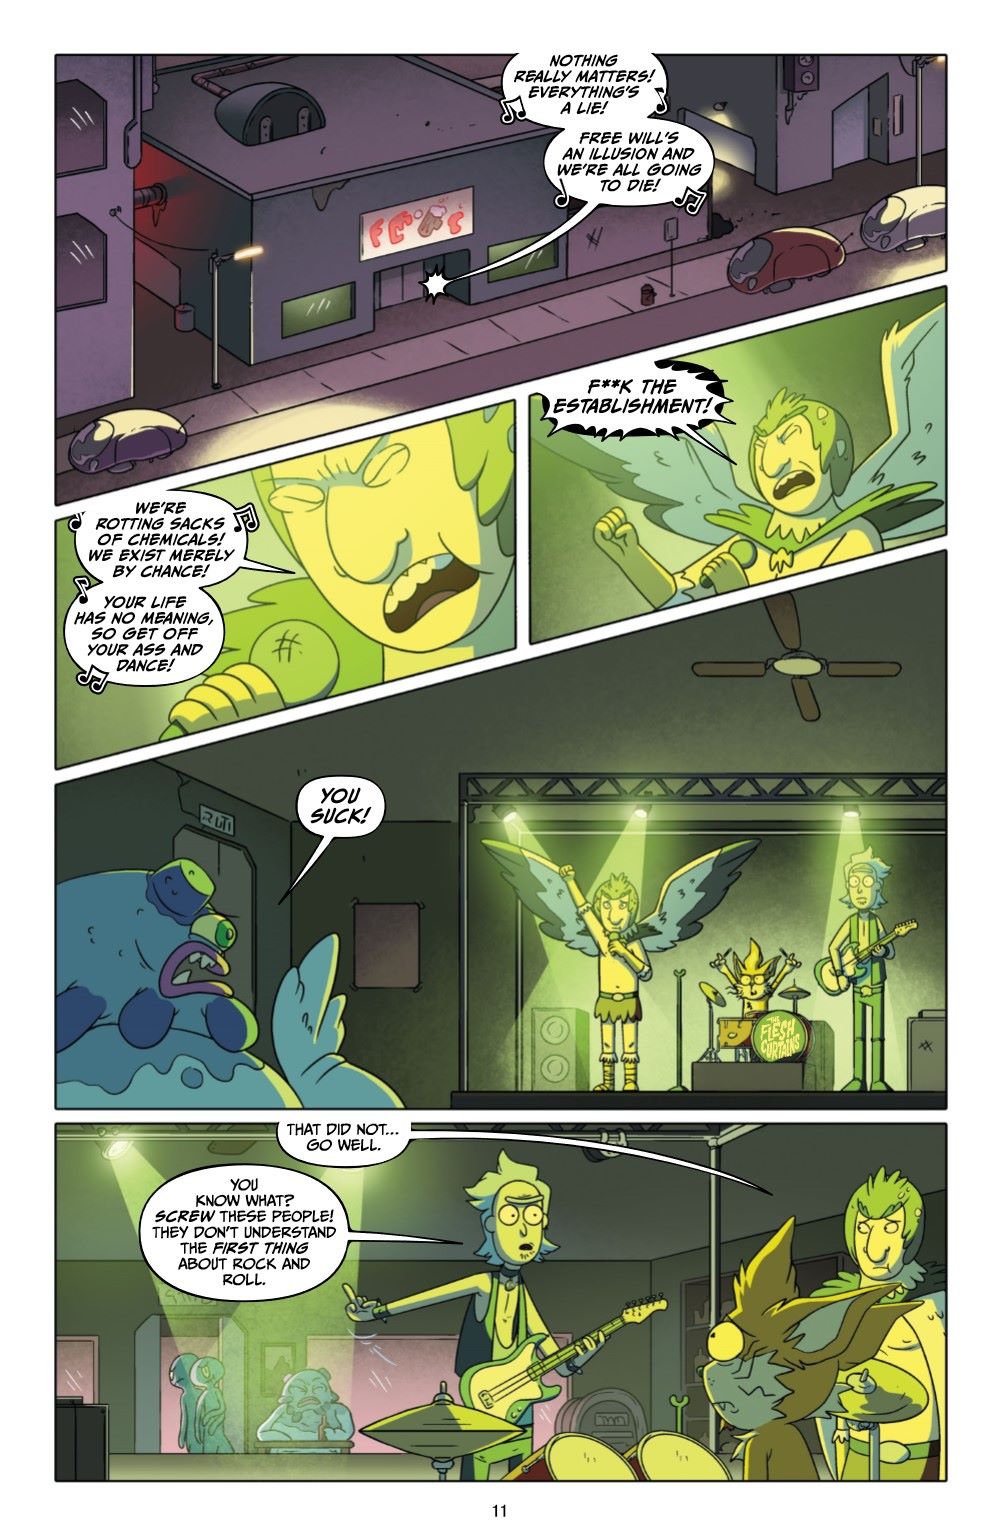 NOTHING
REALLY MATTERS!
EVERYTHING'S
A LIE!
FREE WILL'S
AN ILLUSION AND
WE'RE ALL GOING
TO DIE!
WE'RE
ROTTING SACKS
OF CHEMICALS!
WE EXIST MERELY
BY CHANCE!
YOUR LIFE
HAS NO MEANING,
SO GET OFF
YOUR ASS AND
DANCE!
F**K THE
ESTABLISHMENT!
YOU
SUCK!
THE
FLESH
CURTAINS
THAT DID NOT...
GO WELL.
YOU
KNOW WHAT?
SCREW THESE PEOPLE!
THEY DON'T UNDERSTAND
THE FIRST THING
ABOUT ROCK AND
ROLL.
11